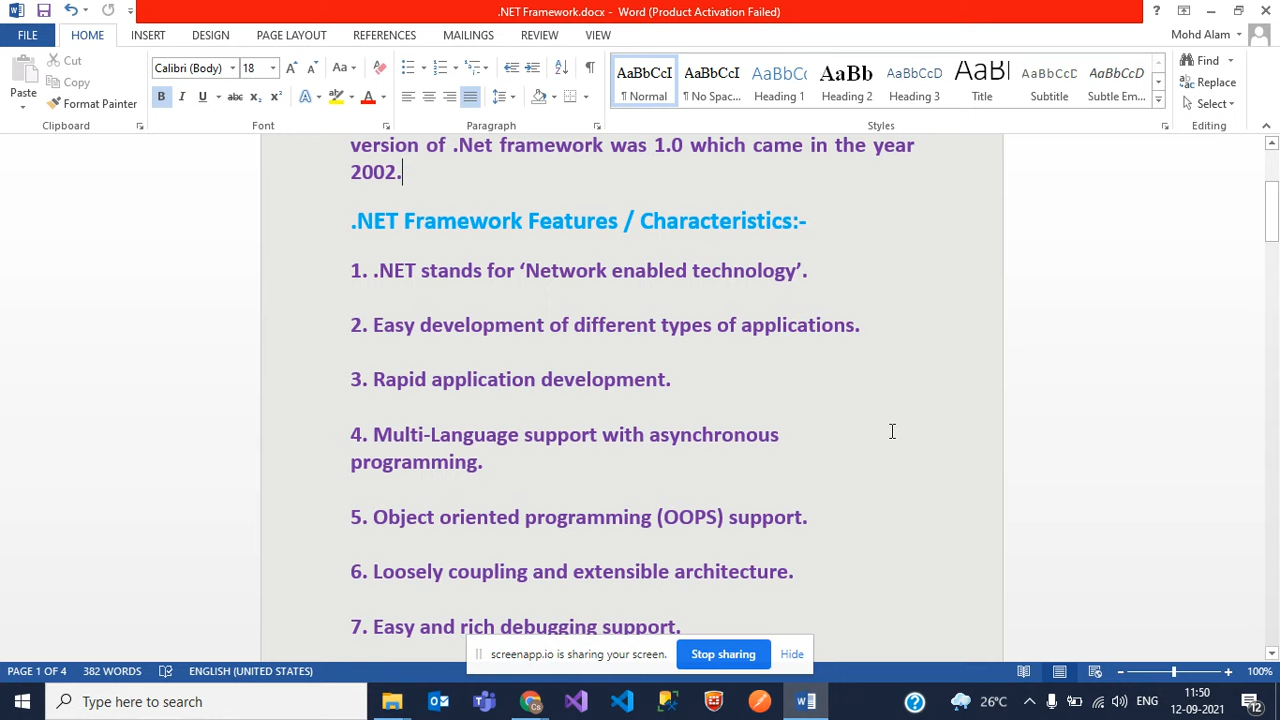 .NET Framework.docx - Word (Product Activation Failed)
FILE HOME INSERT DESIGN PAGE LAYOUT REFERENCES MAILINGS REVIEW VIEW Mohd Alam
Paste Cut Copy Format Painter
Calibri (Body) 18
AaBbCcI AaBbCcI AaBbCc AaBb AaBbCcD AaBbCcD AaBbCcD
¶ Normal ¶ No Spac... Heading 1 Heading 2 Heading 3 Title Subtitle Subtle Em...
Find Replace Select
Clipboard Font Paragraph Styles Editing
version of .Net framework was 1.0 which came in the year
2002.
.NET Framework Features / Characteristics:-
1. .NET stands for ‘Network enabled technology’.
2. Easy development of different types of applications.
3. Rapid application development.
4. Multi-Language support with asynchronous
programming.
5. Object oriented programming (OOPS) support.
6. Loosely coupling and extensible architecture.
7. Easy and rich debugging support.
screenapp.io is sharing your screen. Stop sharing Hide
PAGE 1 OF 4 382 WORDS ENGLISH (UNITED STATES) 100%
Type here to search 26°C ENG 11:50
12-09-2021 12